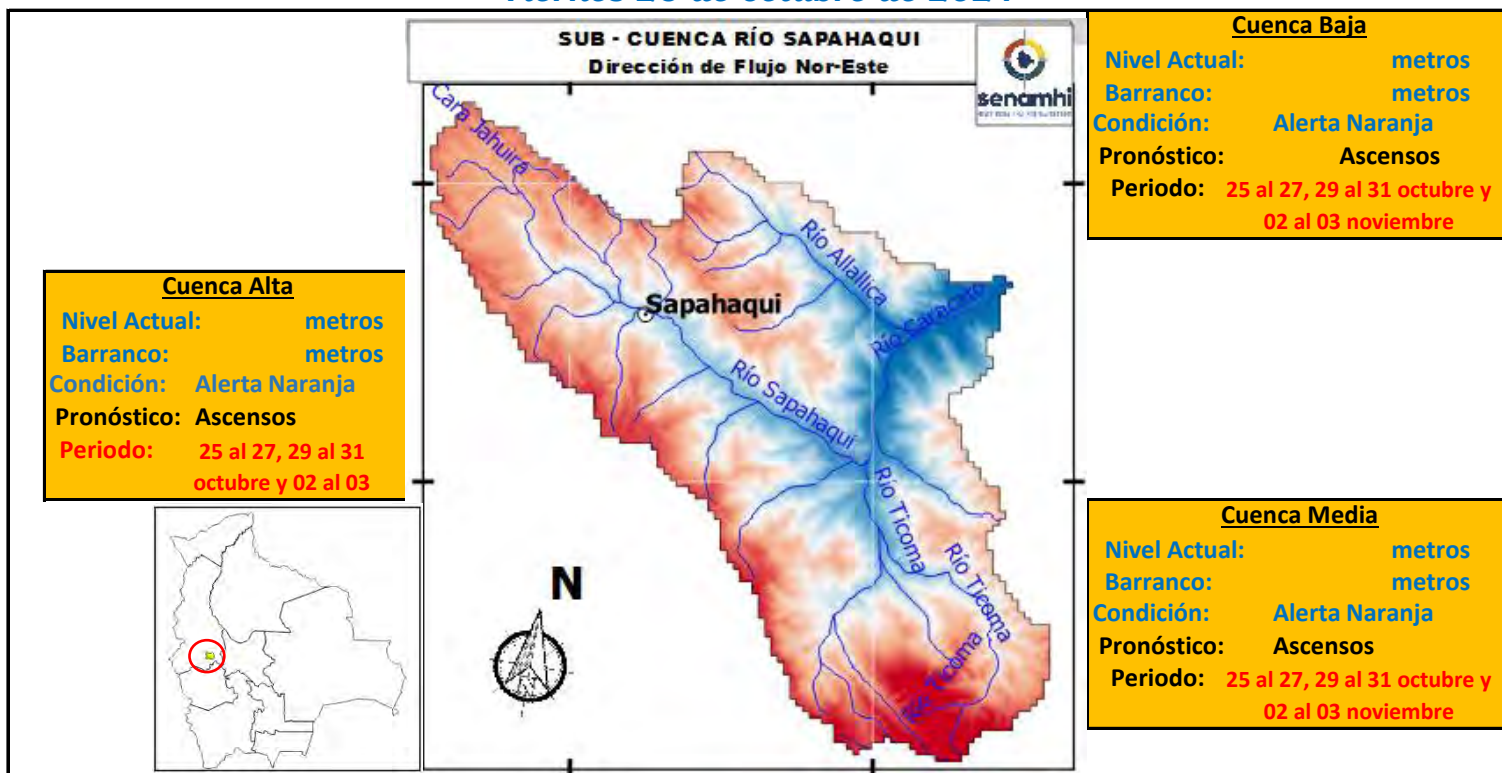 SUB - CUENCA RÍO SAPAHAQUI
Dirección de Flujo Nor-Este
senamhi
Cuenca Baja
Nivel Actual: metros
Barranco: metros
Condición: Alerta Naranja
Pronóstico: Ascensos
Periodo: 25 al 27, 29 al 31 octubre y
02 al 03 noviembre
Cuenca Alta
Nivel Actual: metros
Barranco: metros
Condición: Alerta Naranja
Pronóstico: Ascensos
Periodo: 25 al 27, 29 al 31
octubre y 02 al 03
Cara Jahuira
Río Allallica
Río Caracato
Sapahaqui
Río Sapahaqui
Río Ticoma
Río Ticoma
Río Ticoma
N
Cuenca Media
Nivel Actual: metros
Barranco: metros
Condición: Alerta Naranja
Pronóstico: Ascensos
Periodo: 25 al 27, 29 al 31 octubre y
02 al 03 noviembre